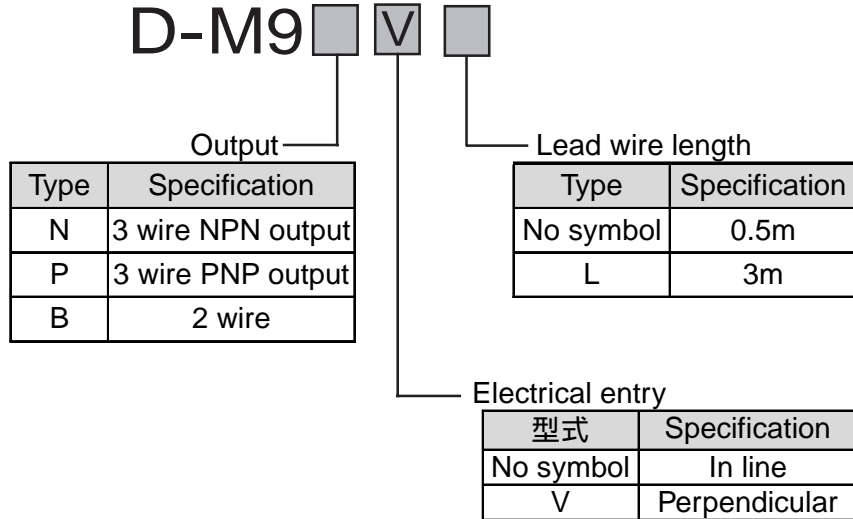 D-M9 V
Output
Type Specification
N 3 wire NPN output
P 3 wire PNP output
B 2 wire
Lead wire length
Type Specification
No symbol 0.5m
L 3m
Electrical entry
型式 Specification
No symbol In line
V Perpendicular